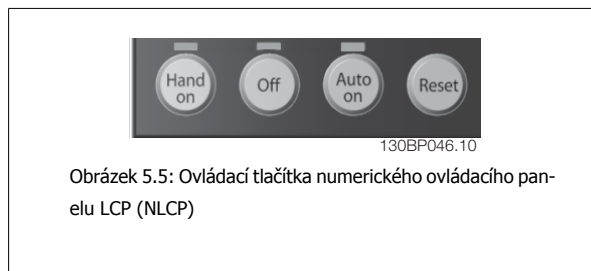 Hand
on
Off
Auto
on
Reset
130BP046.10
Obrázek 5.5: Ovládací tlačítka numerického ovládacího pan-
elu LCP (NLCP)